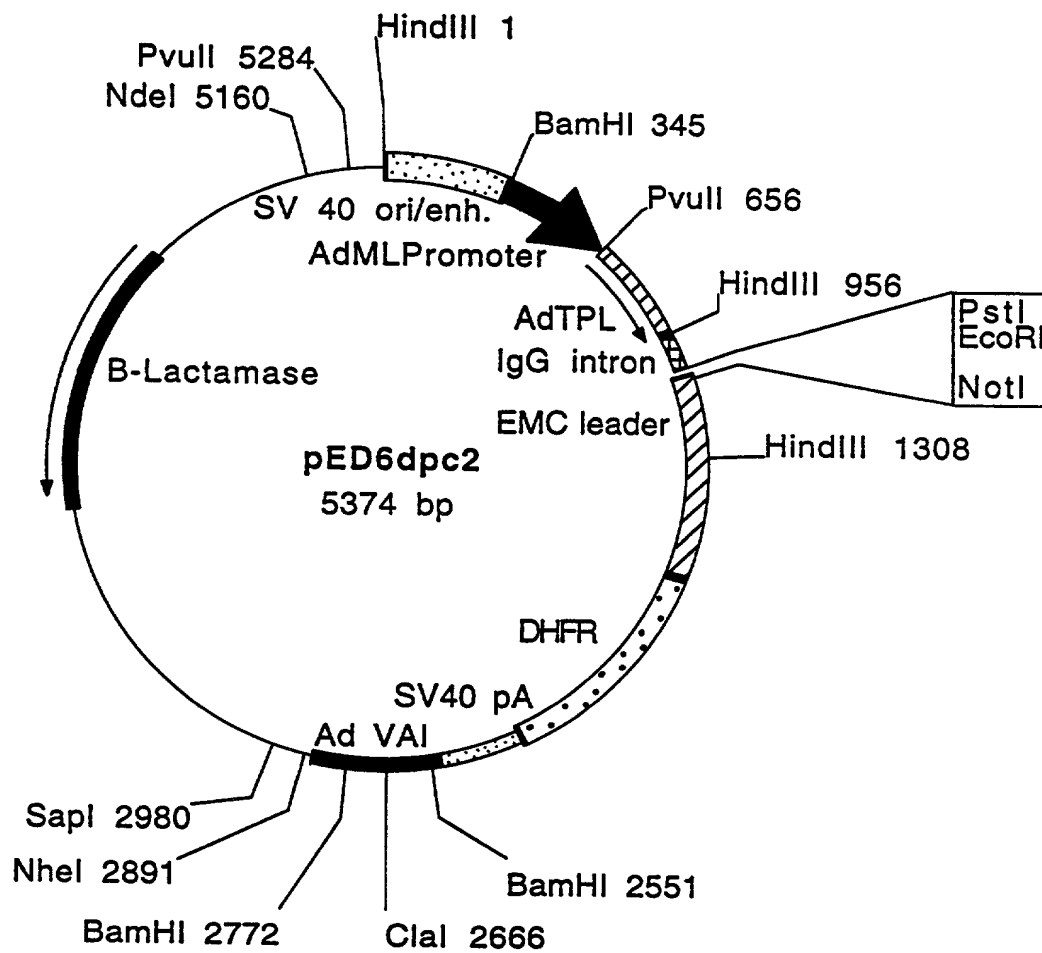 HindIII 1
PvuII 5284
NdeI 5160
BamHI 345
PvuII 656
SV 40 ori/enh.
AdMLPromoter
HindIII 956
PstI
EcoRI
NotI
AdTPL
IgG intron
B-Lactamase
EMC leader
HindIII 1308
pED6dpc2
5374 bp
DHFR
SV40 pA
Ad VAI
SapI 2980
NheI 2891
BamHI 2551
BamHI 2772
ClaI 2666